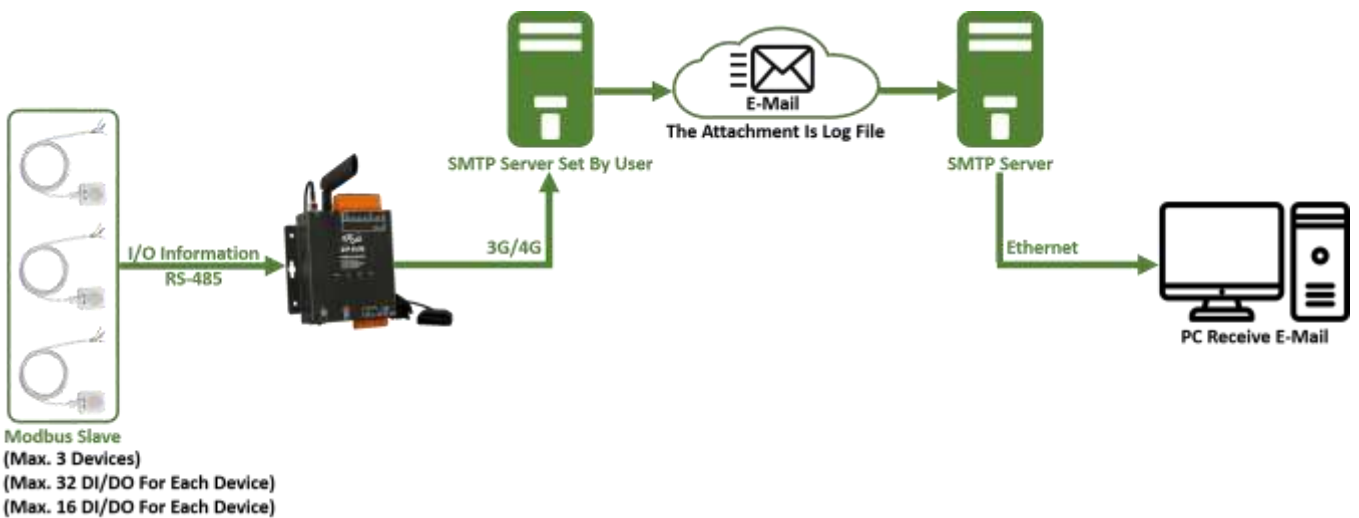 E-Mail
The Attachment Is Log File
SMTP Server Set By User
SMTP Server
I/O Information
RS-485
3G/4G
Ethernet
PC Receive E-Mail
Modbus Slave
(Max. 3 Devices)
(Max. 32 DI/DO For Each Device)
(Max. 16 DI/DO For Each Device)